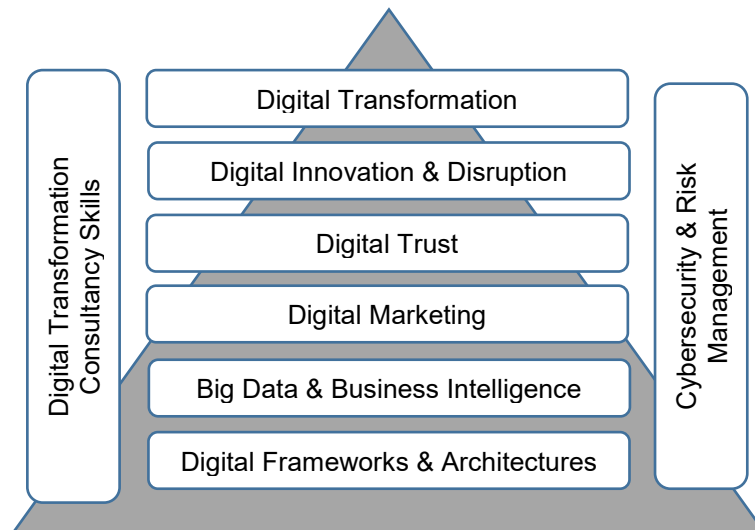 Digital Transformation
Consultancy Skills
Digital Transformation
Digital Innovation & Disruption
Digital Trust
Digital Marketing
Big Data & Business Intelligence
Digital Frameworks & Architectures
Cybersecurity & Risk
Management